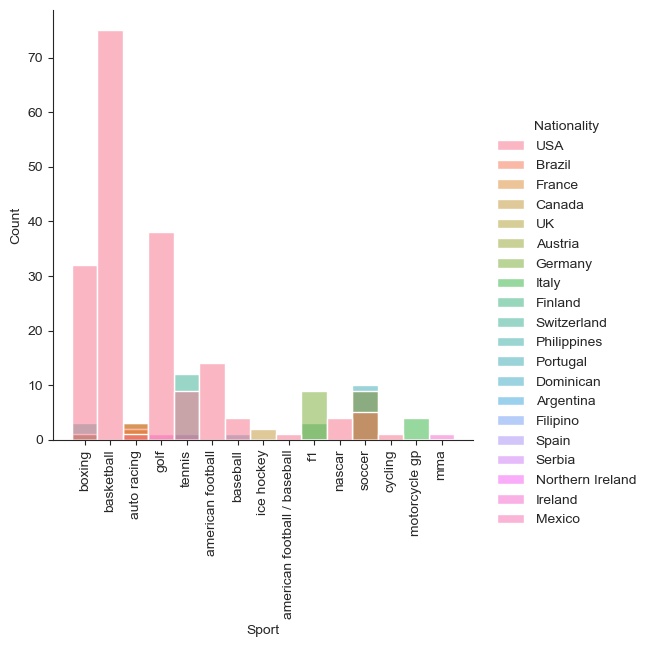 70
60
50
40
30
20
10
0
Count
boxing
basketball
auto racing
golf
tennis
american football
baseball
ice hockey
american football / baseball
f1
nascar
soccer
cycling
motorcycle gp
mma
Sport
Nationality
USA
Brazil
France
Canada
UK
Austria
Germany
Italy
Finland
Switzerland
Philippines
Portugal
Dominican
Argentina
Filipino
Spain
Serbia
Northern Ireland
Ireland
Mexico